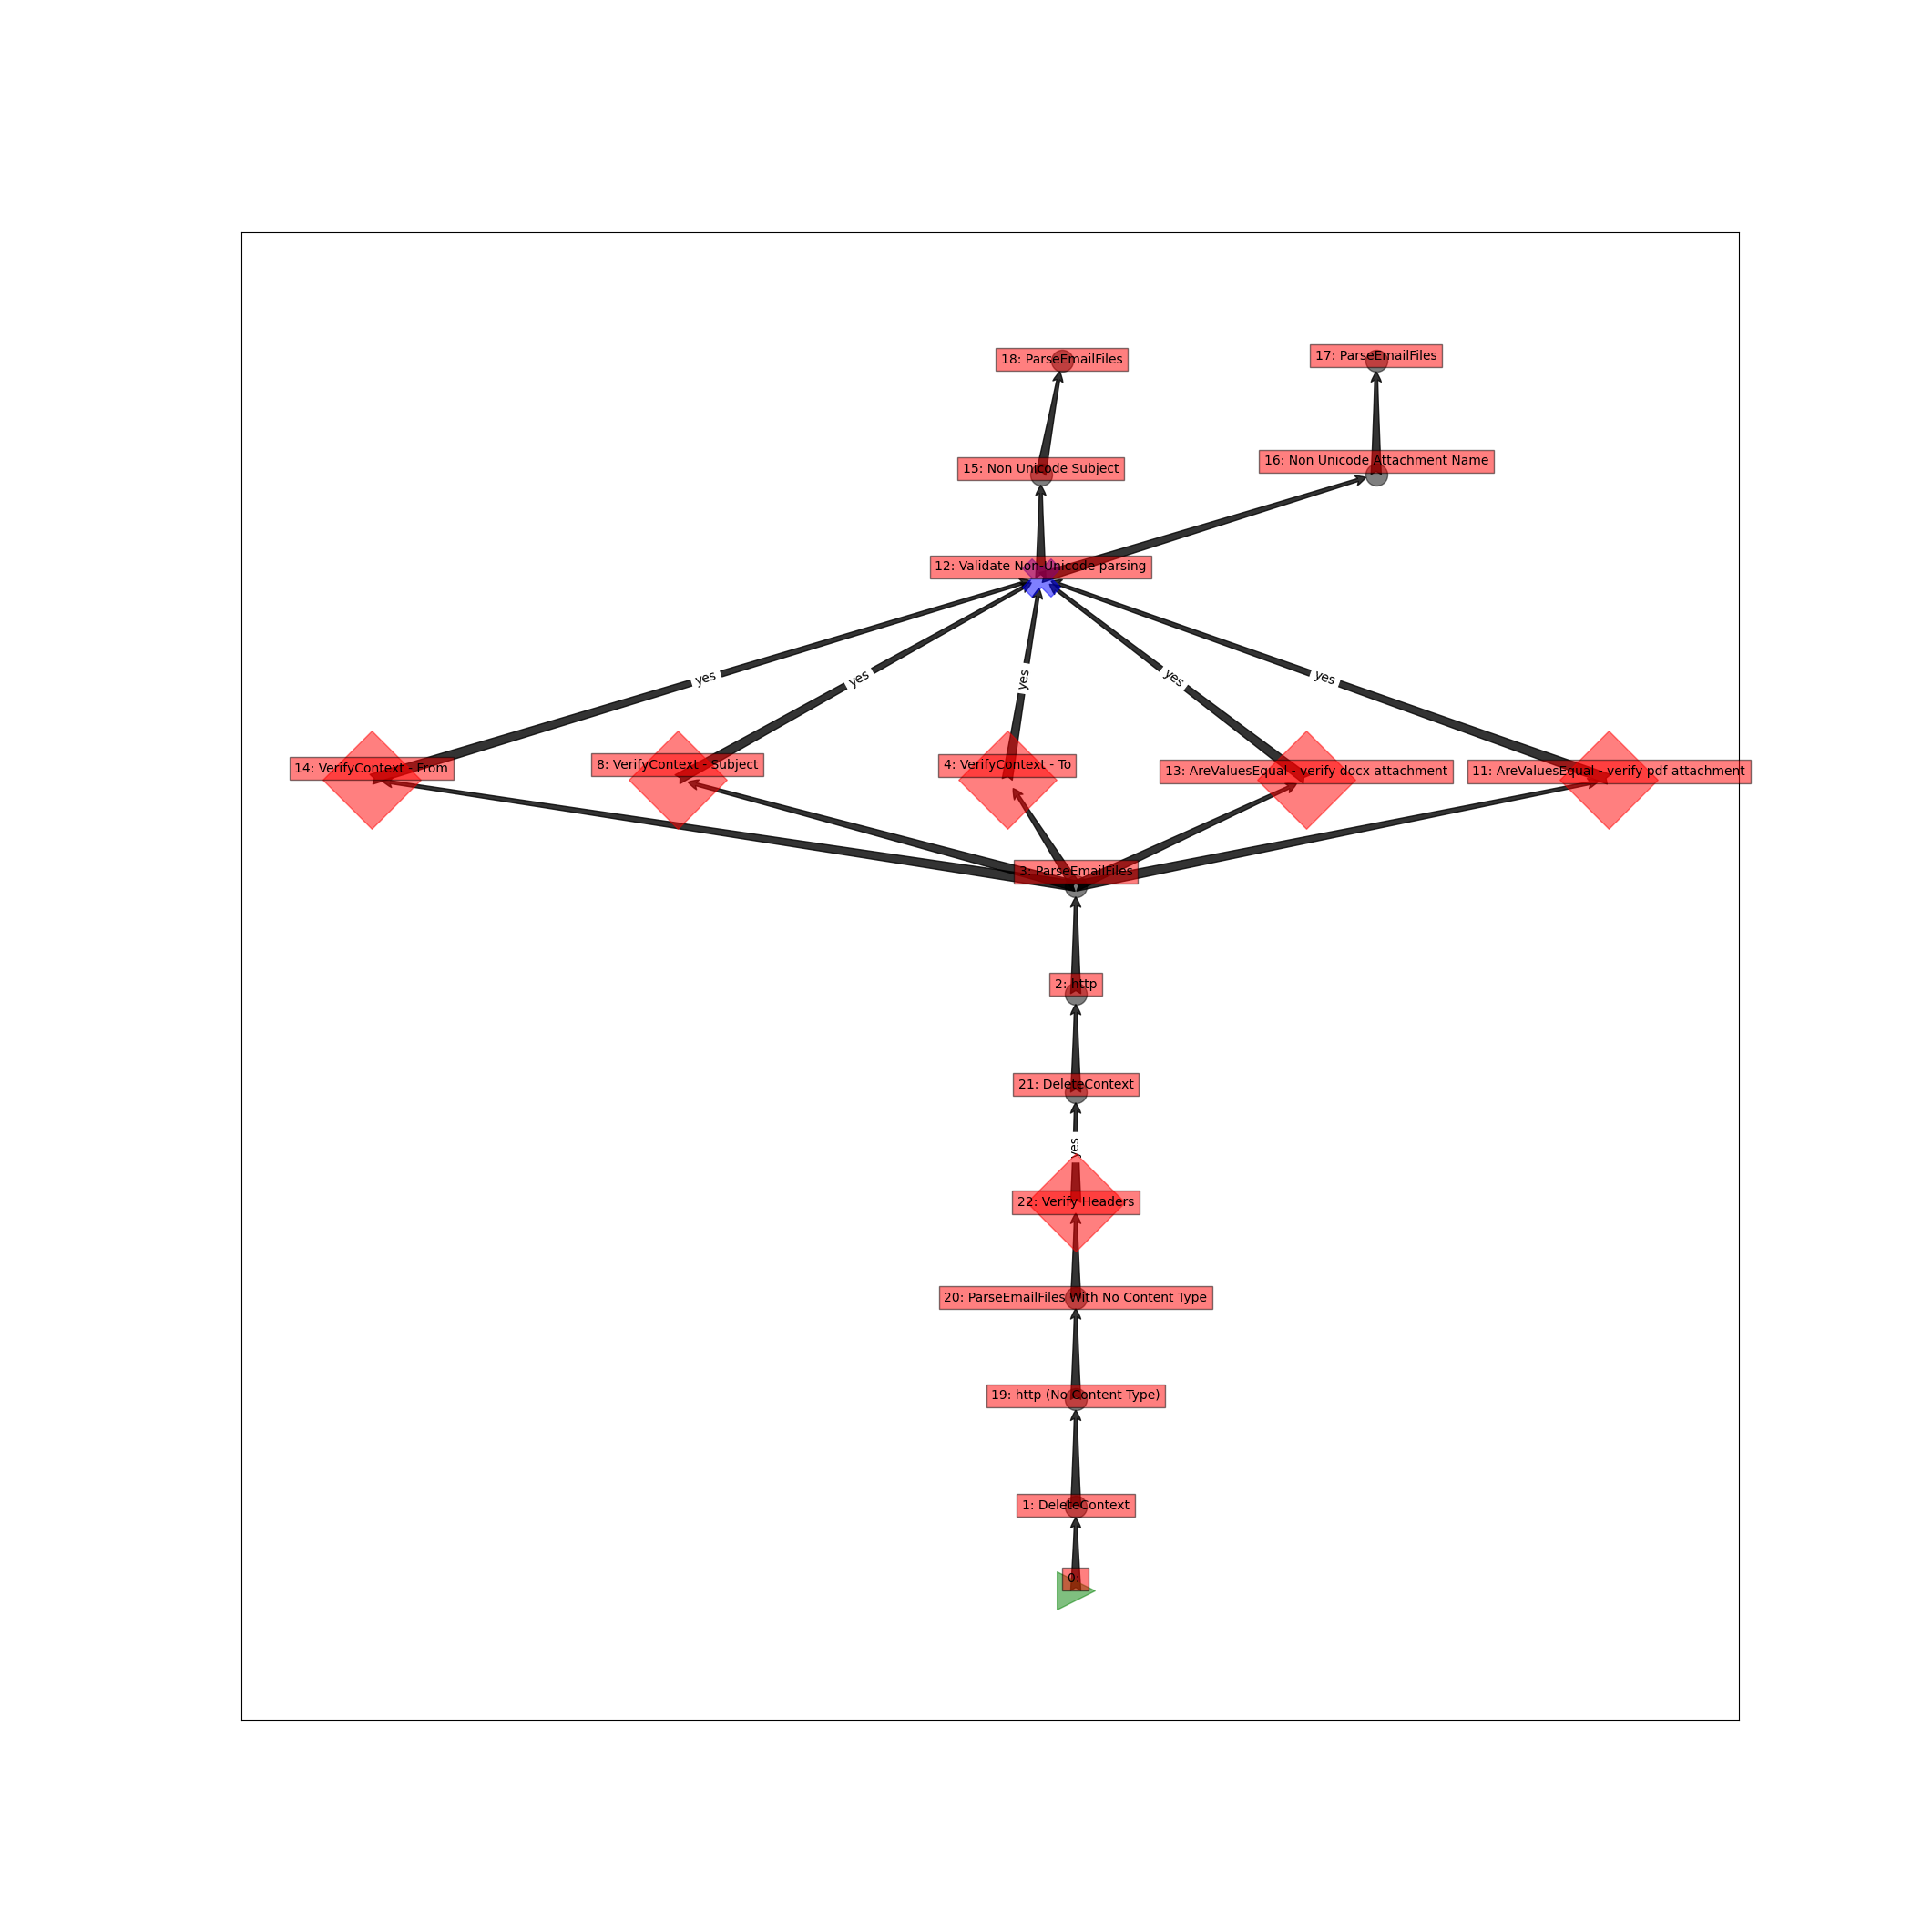 18: ParseEmailFiles
17: ParseEmailFiles
15: Non Unicode Subject
16: Non Unicode Attachment Name
12: Validate Non-Unicode parsing
yes
yes
yes
yes
yes
14: VerifyContext - From
8: VerifyContext - Subject
4: VerifyContext - To
13: AreValuesEqual - verify docx attachment
11: AreValuesEqual - verify pdf attachment
3: ParseEmailFiles
2: http
21: DeleteContext
yes
22: Verify Headers
20: ParseEmailFiles With No Content Type
19: http (No Content Type)
1: DeleteContext
0: